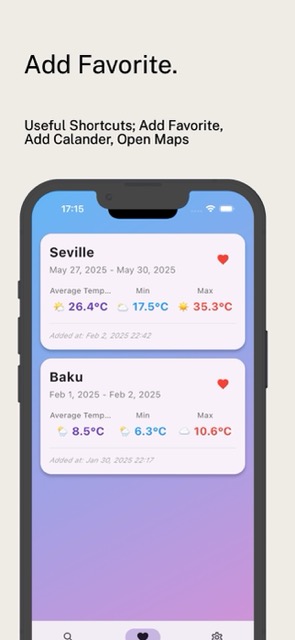 Add Favorite.
Useful Shortcuts; Add Favorite,
Add Calander, Open Maps
17:15
Seville
May 27, 2025 - May 30, 2025
Average Temp... Min Max
26.4°C 17.5°C 35.3°C
Added at: Feb 2, 2025 22:42
Baku
Feb 1, 2025 - Feb 2, 2025
Average Temp... Min Max
8.5°C 6.3°C 10.6°C
Added at: Jan 30, 2025 22:17